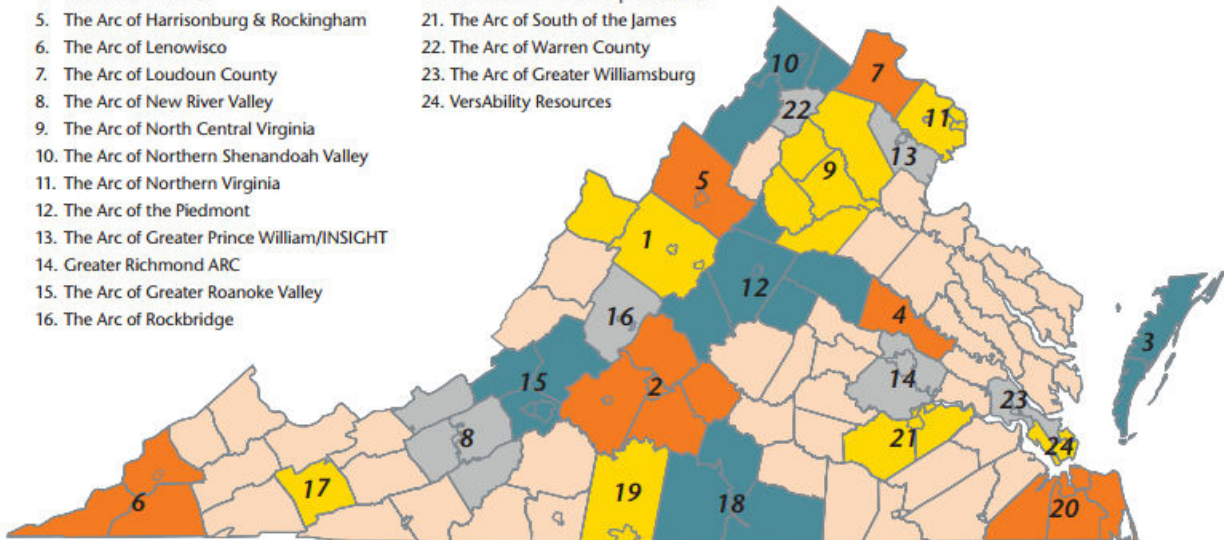 5. The Arc of Harrisonburg & Rockingham
6. The Arc of Lenowisco
7. The Arc of Loudoun County
8. The Arc of New River Valley
9. The Arc of North Central Virginia
10. The Arc of Northern Shenandoah Valley
11. The Arc of Northern Virginia
12. The Arc of the Piedmont
13. The Arc of Greater Prince William/INSIGHT
14. Greater Richmond ARC
15. The Arc of Greater Roanoke Valley
16. The Arc of Rockbridge
21. The Arc of South of the James
22. The Arc of Warren County
23. The Arc of Greater Williamsburg
24. VersAbility Resources
10
7
22
11
13
5
9
1
12
16
4
3
15
2
14
23
8
21
24
17
19
18
6
20